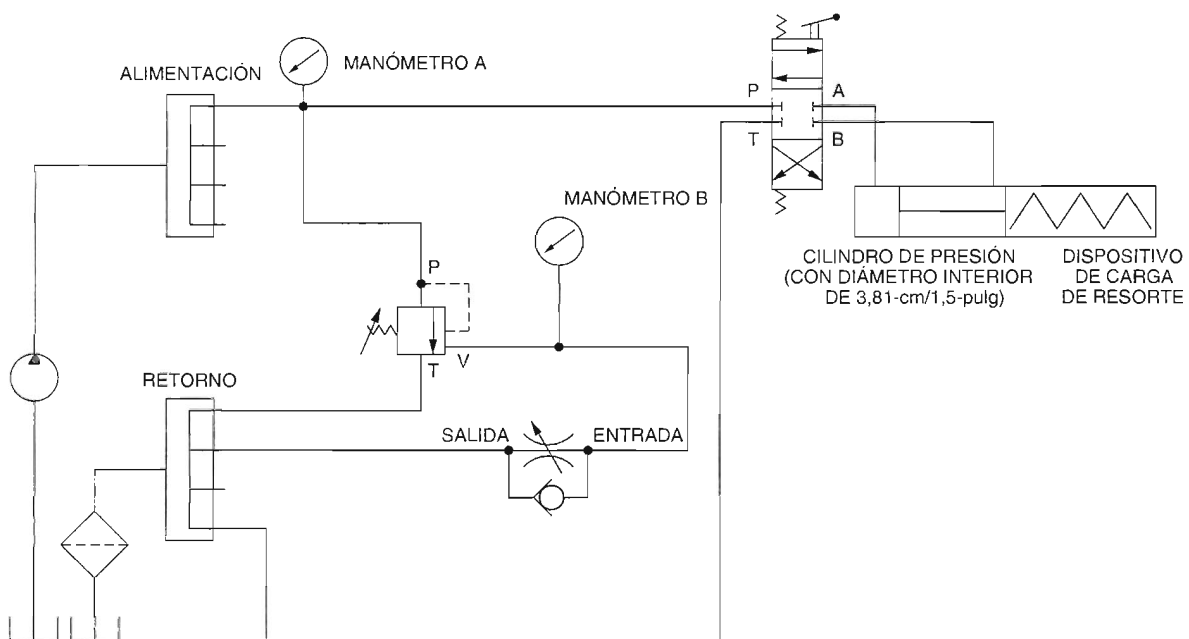 MANÓMETRO A
ALIMENTACIÓN
P
A
T
B
MANÓMETRO B
CILINDRO DE PRESIÓN
(CON DIÁMETRO INTERIOR
DE 3,81-cm/1,5-pulg)
DISPOSITIVO
DE CARGA
DE RESORTE
P
T
V
RETORNO
SALIDA
ENTRADA